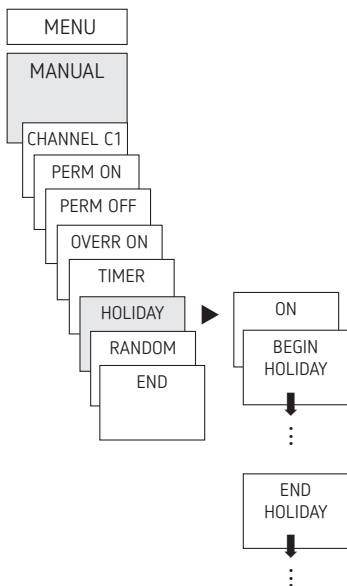 MENU
MANUAL
CHANNEL C1
PERM ON
PERM OFF
OVERR ON
TIMER
HOLIDAY
RANDOM
END
ON
BEGIN
HOLIDAY
END
HOLIDAY